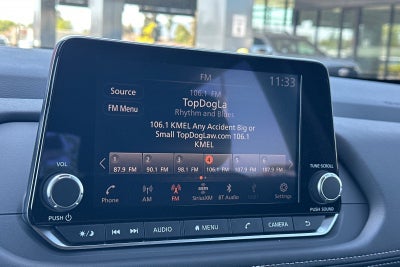 FM
11:33
Source
106.1 FM
TopDogLa
FM Menu
Rhythm and Blues
106.1 KMEL Any Accident Big or
Small TopDogLaw.com 106.1
KMEL
1 2 3 4 5 6
87.9 FM 90.1 FM 98.1 FM 106.1 FM 107.9 FM 87.9 FM
Phone AM FM SiriusXM BT Audio Settings
VOL
TUNE·SCROLL
PUSH
PUSH SOUND
AUDIO MENU CAMERA